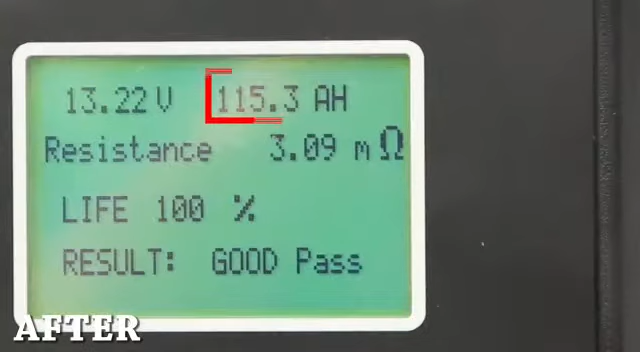 13.22 V 115.3 AH
Resistance 3.09 mΩ
LIFE 100 %
RESULT: GOOD Pass
AFTER